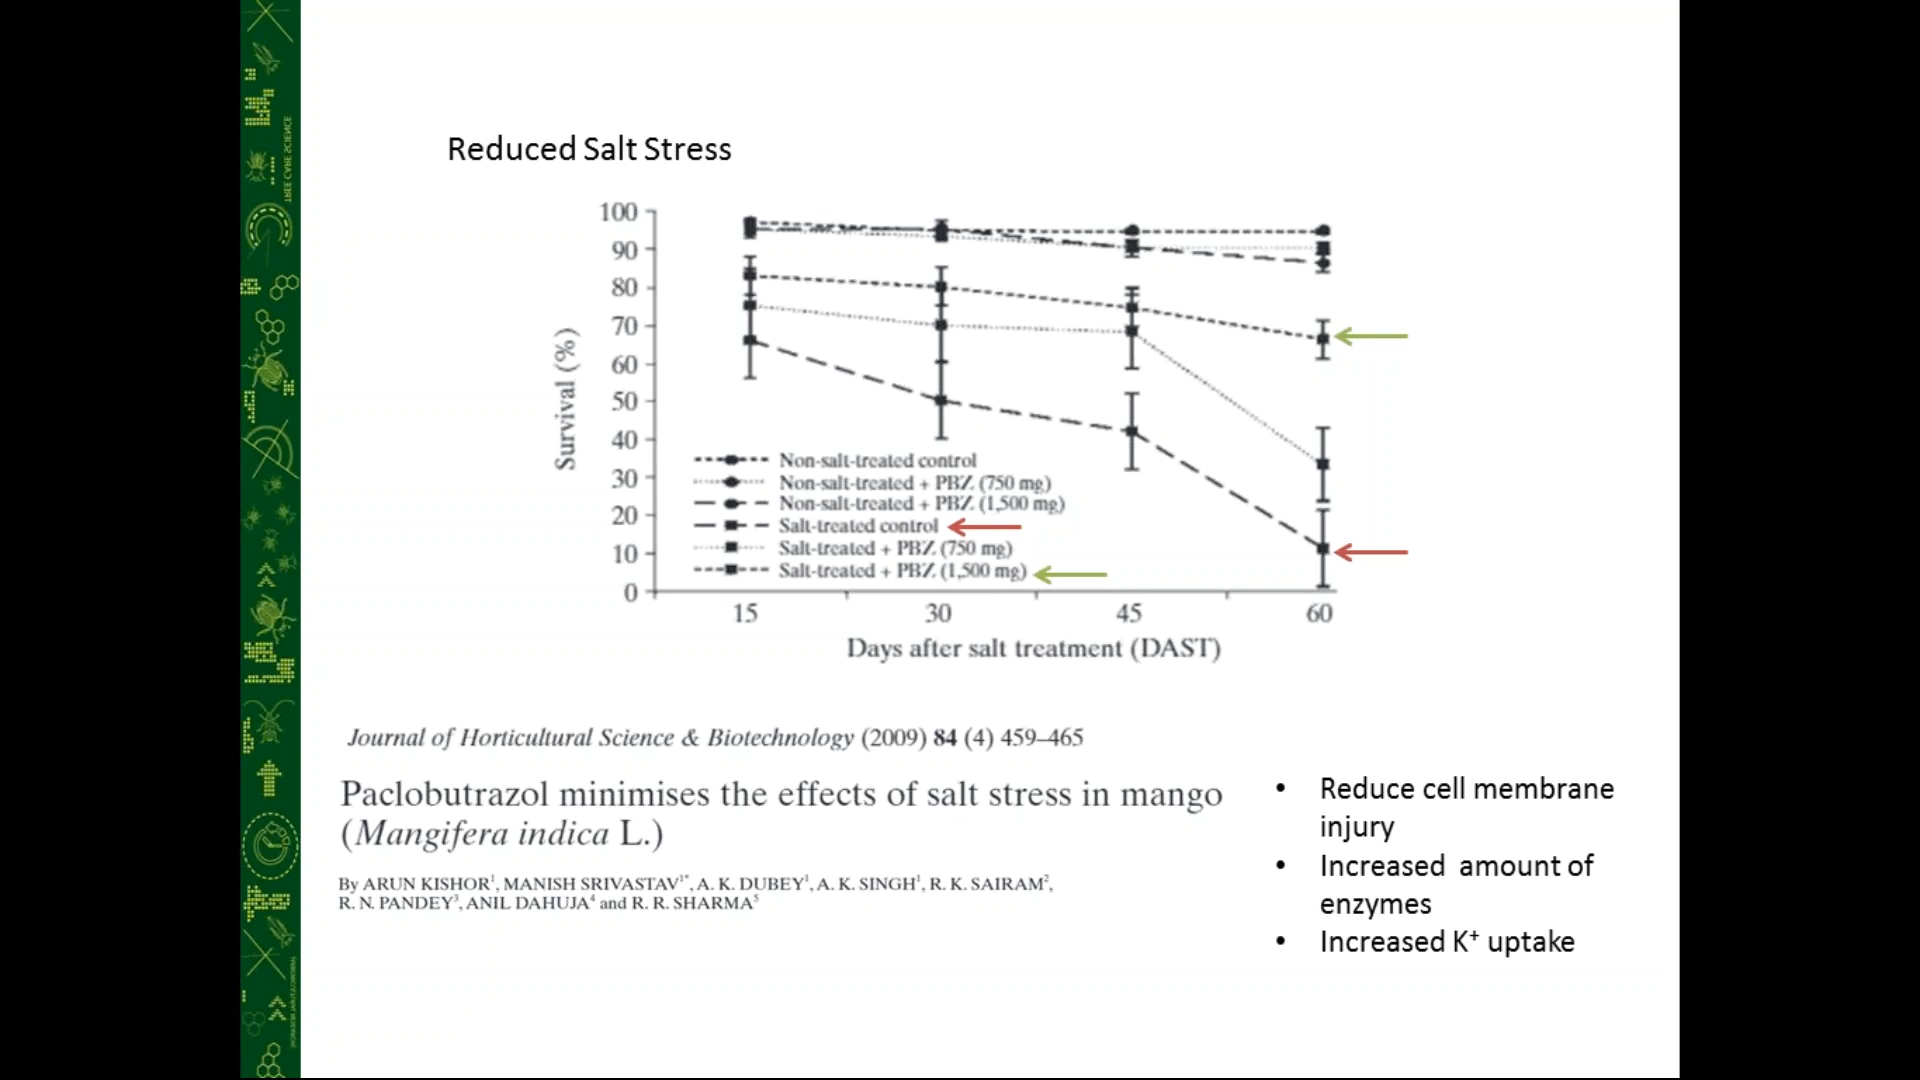 Reduced Salt Stress
100
90
80
70
60
50
40
30
20
10
0
Survival (%)
Non-salt-treated control
Non-salt-treated + PBZ (750 mg)
Non-salt-treated + PBZ (1,500 mg)
Salt-treated control
Salt-treated + PBZ (750 mg)
Salt-treated + PBZ (1,500 mg)
15 30 45 60
Days after salt treatment (DAST)
Journal of Horticultural Science & Biotechnology (2009) 84 (4) 459–465
Paclobutrazol minimises the effects of salt stress in mango
(Mangifera indica L.)
By ARUN KISHOR¹, MANISH SRIVASTAV¹*, A. K. DUBEY¹, A. K. SINGH¹, R. K. SAIRAM²,
R. N. PANDEY³, ANIL DAHUJA⁴ and R. R. SHARMA⁵
• Reduce cell membrane
injury
• Increased amount of
enzymes
• Increased K⁺ uptake
TREE CARE SCIENCE